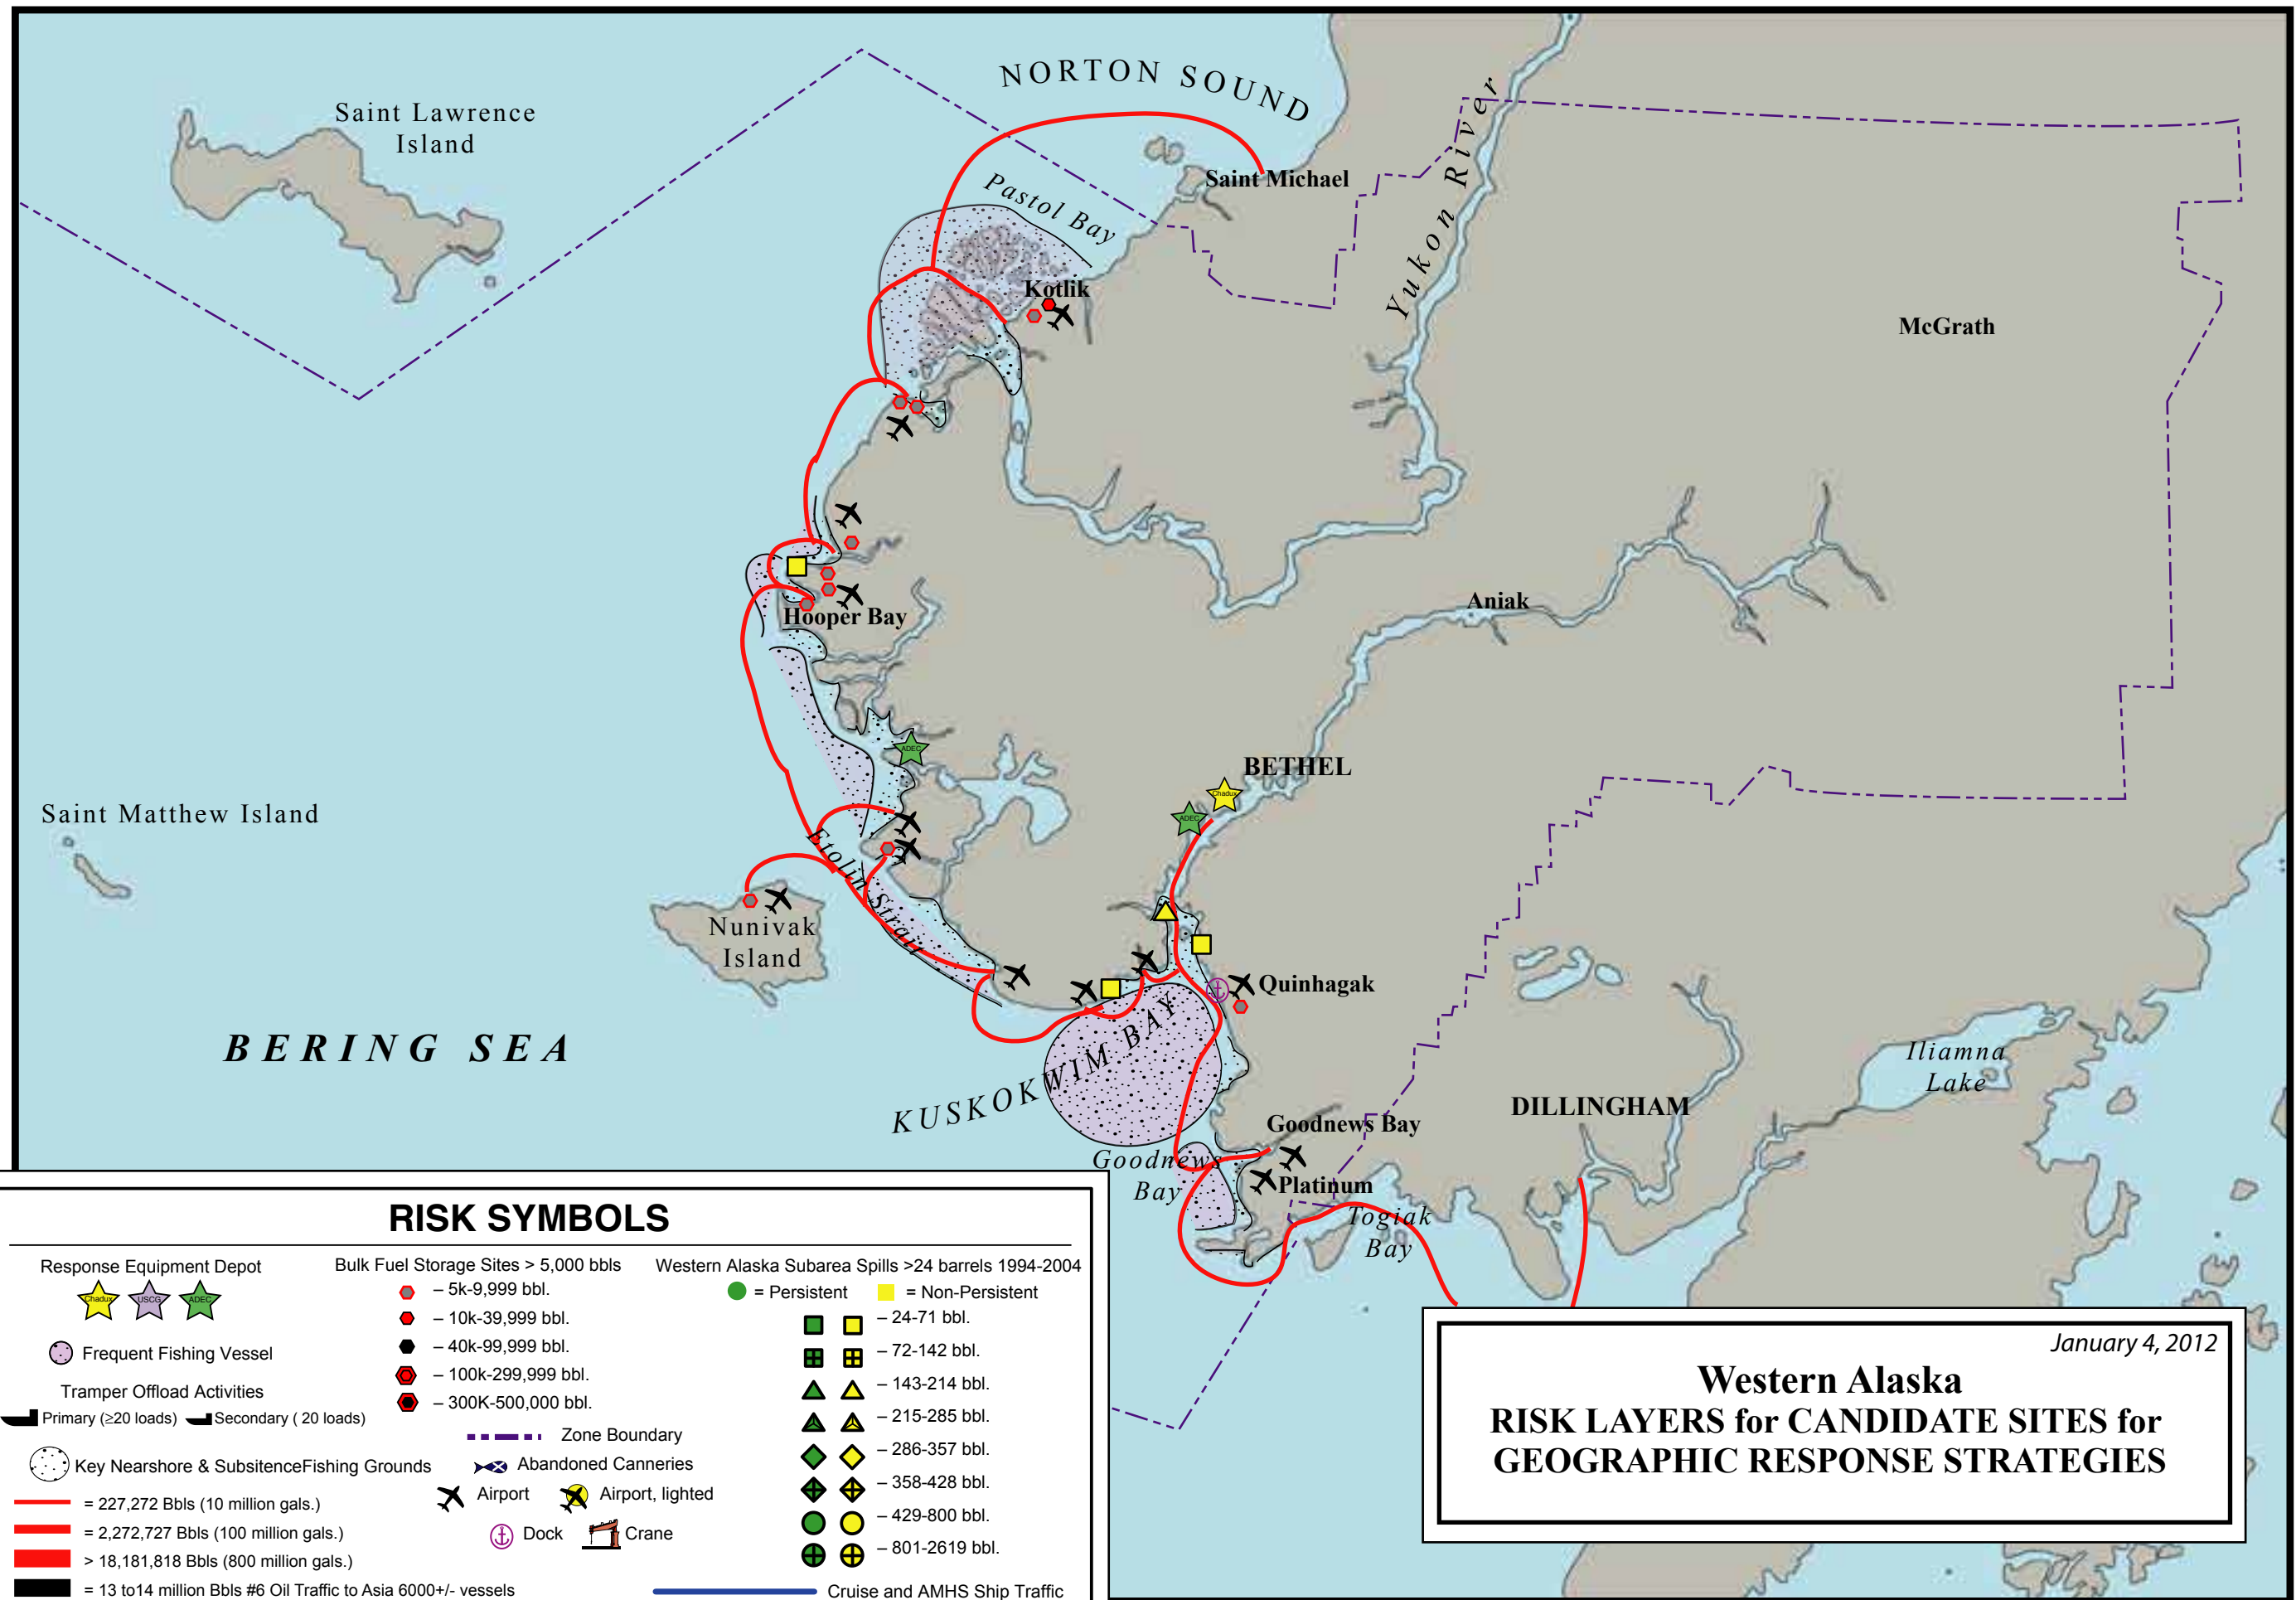 NORTON SOUND
Saint Lawrence
Island
Saint Michael
Pastol Bay
Yukon River
Kotlik
McGrath
Hooper Bay
Aniak
ADEC
BETHEL
Chadux
ADEC
Saint Matthew Island
Etolin Strait
Nunivak
Island
Quinhagak
BERING SEA
KUSKOKWIM BAY
Iliamna
Lake
DILLINGHAM
Goodnews Bay
Goodnews
Bay
Platinum
Togiak
Bay
RISK SYMBOLS
Response Equipment Depot
Chadux
USCG
ADEC
Frequent Fishing Vessel
Tramper Offload Activities
Primary (≥20 loads)
Secondary ( 20 loads)
Key Nearshore & SubsitenceFishing Grounds
= 227,272 Bbls (10 million gals.)
= 2,272,727 Bbls (100 million gals.)
> 18,181,818 Bbls (800 million gals.)
= 13 to14 million Bbls #6 Oil Traffic to Asia 6000+/- vessels
Bulk Fuel Storage Sites > 5,000 bbls
– 5k-9,999 bbl.
– 10k-39,999 bbl.
– 40k-99,999 bbl.
– 100k-299,999 bbl.
– 300K-500,000 bbl.
Zone Boundary
Abandoned Canneries
Airport
Airport, lighted
Dock
Crane
Western Alaska Subarea Spills >24 barrels 1994-2004
= Persistent
= Non-Persistent
– 24-71 bbl.
– 72-142 bbl.
– 143-214 bbl.
– 215-285 bbl.
– 286-357 bbl.
– 358-428 bbl.
– 429-800 bbl.
– 801-2619 bbl.
Cruise and AMHS Ship Traffic
January 4, 2012
Western Alaska
RISK LAYERS for CANDIDATE SITES for
GEOGRAPHIC RESPONSE STRATEGIES